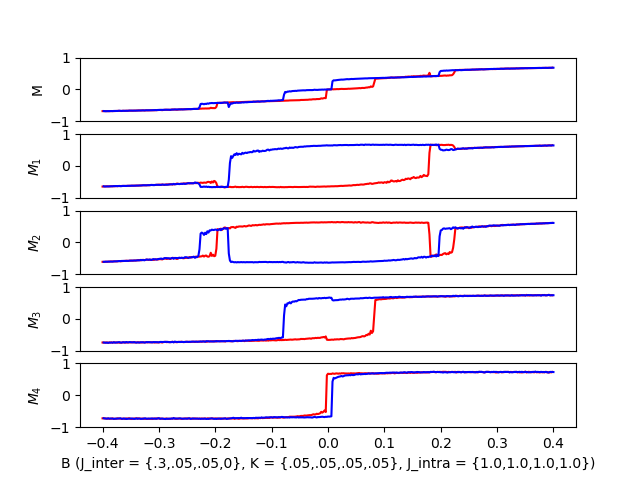 1
0
−1
M
1
0
−1
M₁
1
0
−1
M₂
1
0
−1
M₃
1
0
−1
M₄
−0.4 −0.3 −0.2 −0.1 0.0 0.1 0.2 0.3 0.4
B (J_inter = {.3,.05,.05,0}, K = {.05,.05,.05,.05}, J_intra = {1.0,1.0,1.0,1.0})